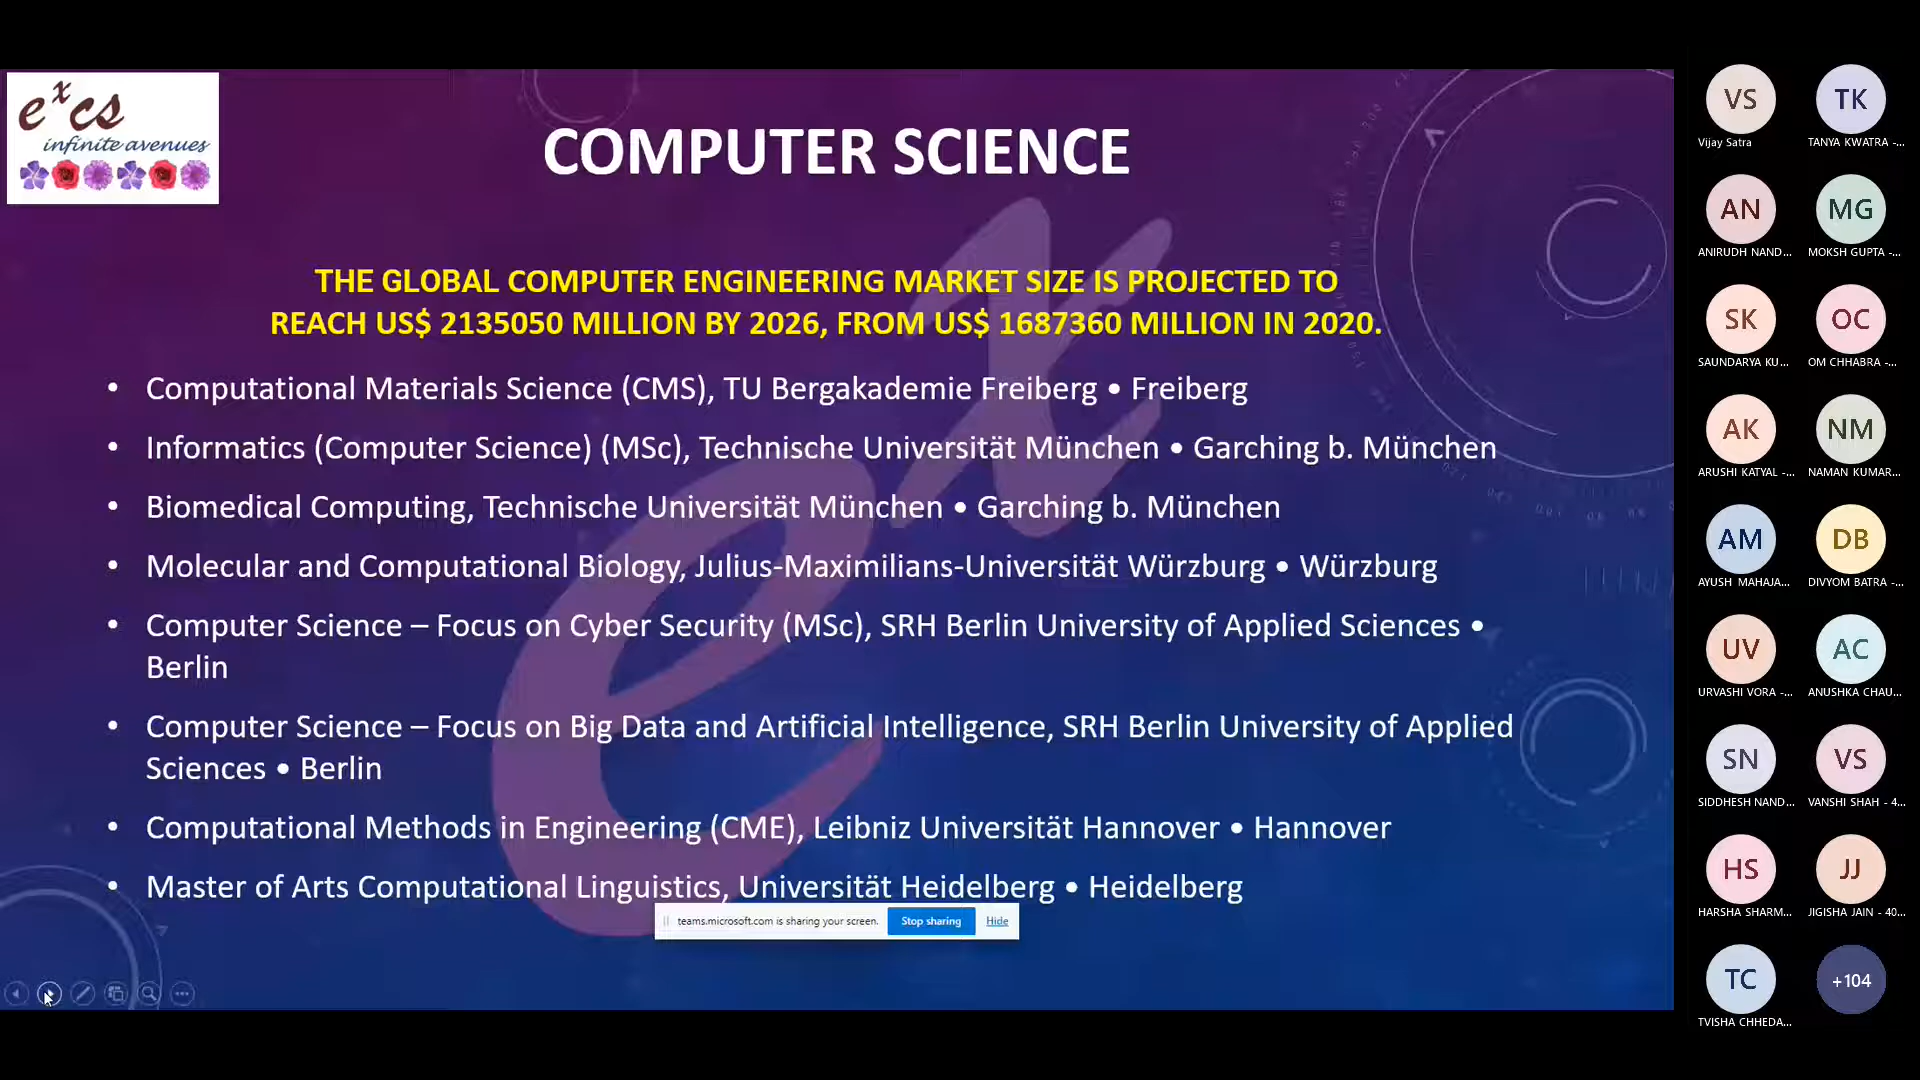 excs
infinite avenues
COMPUTER SCIENCE
THE GLOBAL COMPUTER ENGINEERING MARKET SIZE IS PROJECTED TO
REACH US$ 2135050 MILLION BY 2026, FROM US$ 1687360 MILLION IN 2020.
• Computational Materials Science (CMS), TU Bergakademie Freiberg • Freiberg
• Informatics (Computer Science) (MSc), Technische Universität München • Garching b. München
• Biomedical Computing, Technische Universität München • Garching b. München
• Molecular and Computational Biology, Julius-Maximilians-Universität Würzburg • Würzburg
• Computer Science – Focus on Cyber Security (MSc), SRH Berlin University of Applied Sciences •
Berlin
• Computer Science – Focus on Big Data and Artificial Intelligence, SRH Berlin University of Applied
Sciences • Berlin
• Computational Methods in Engineering (CME), Leibniz Universität Hannover • Hannover
• Master of Arts Computational Linguistics, Universität Heidelberg • Heidelberg
teams.microsoft.com is sharing your screen. Stop sharing Hide
VS TK
Vijay Satra TANYA KWATRA -...
AN MG
ANIRUDH NAND... MOKSH GUPTA -...
SK OC
SAUNDARYA KU... OM CHHABRA -...
AK NM
ARUSHI KATYAL -... NAMAN KUMAR...
AM DB
AYUSH MAHAJA... DIVYOM BATRA -...
UV AC
URVASHI VORA -... ANUSHKA CHAU...
SN VS
SIDDHESH NAND... VANSHI SHAH - 4...
HS JJ
HARSHA SHARM... JIGISHA JAIN - 40...
TC +104
TVISHA CHHEDA...